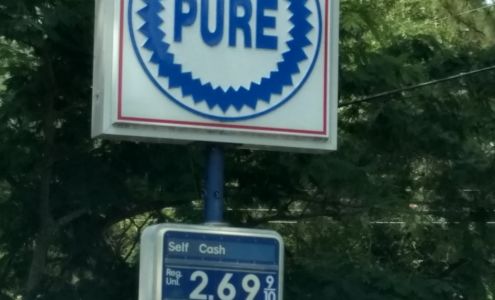 PURE
Self Cash
Reg. Unl. 2.69 9/10